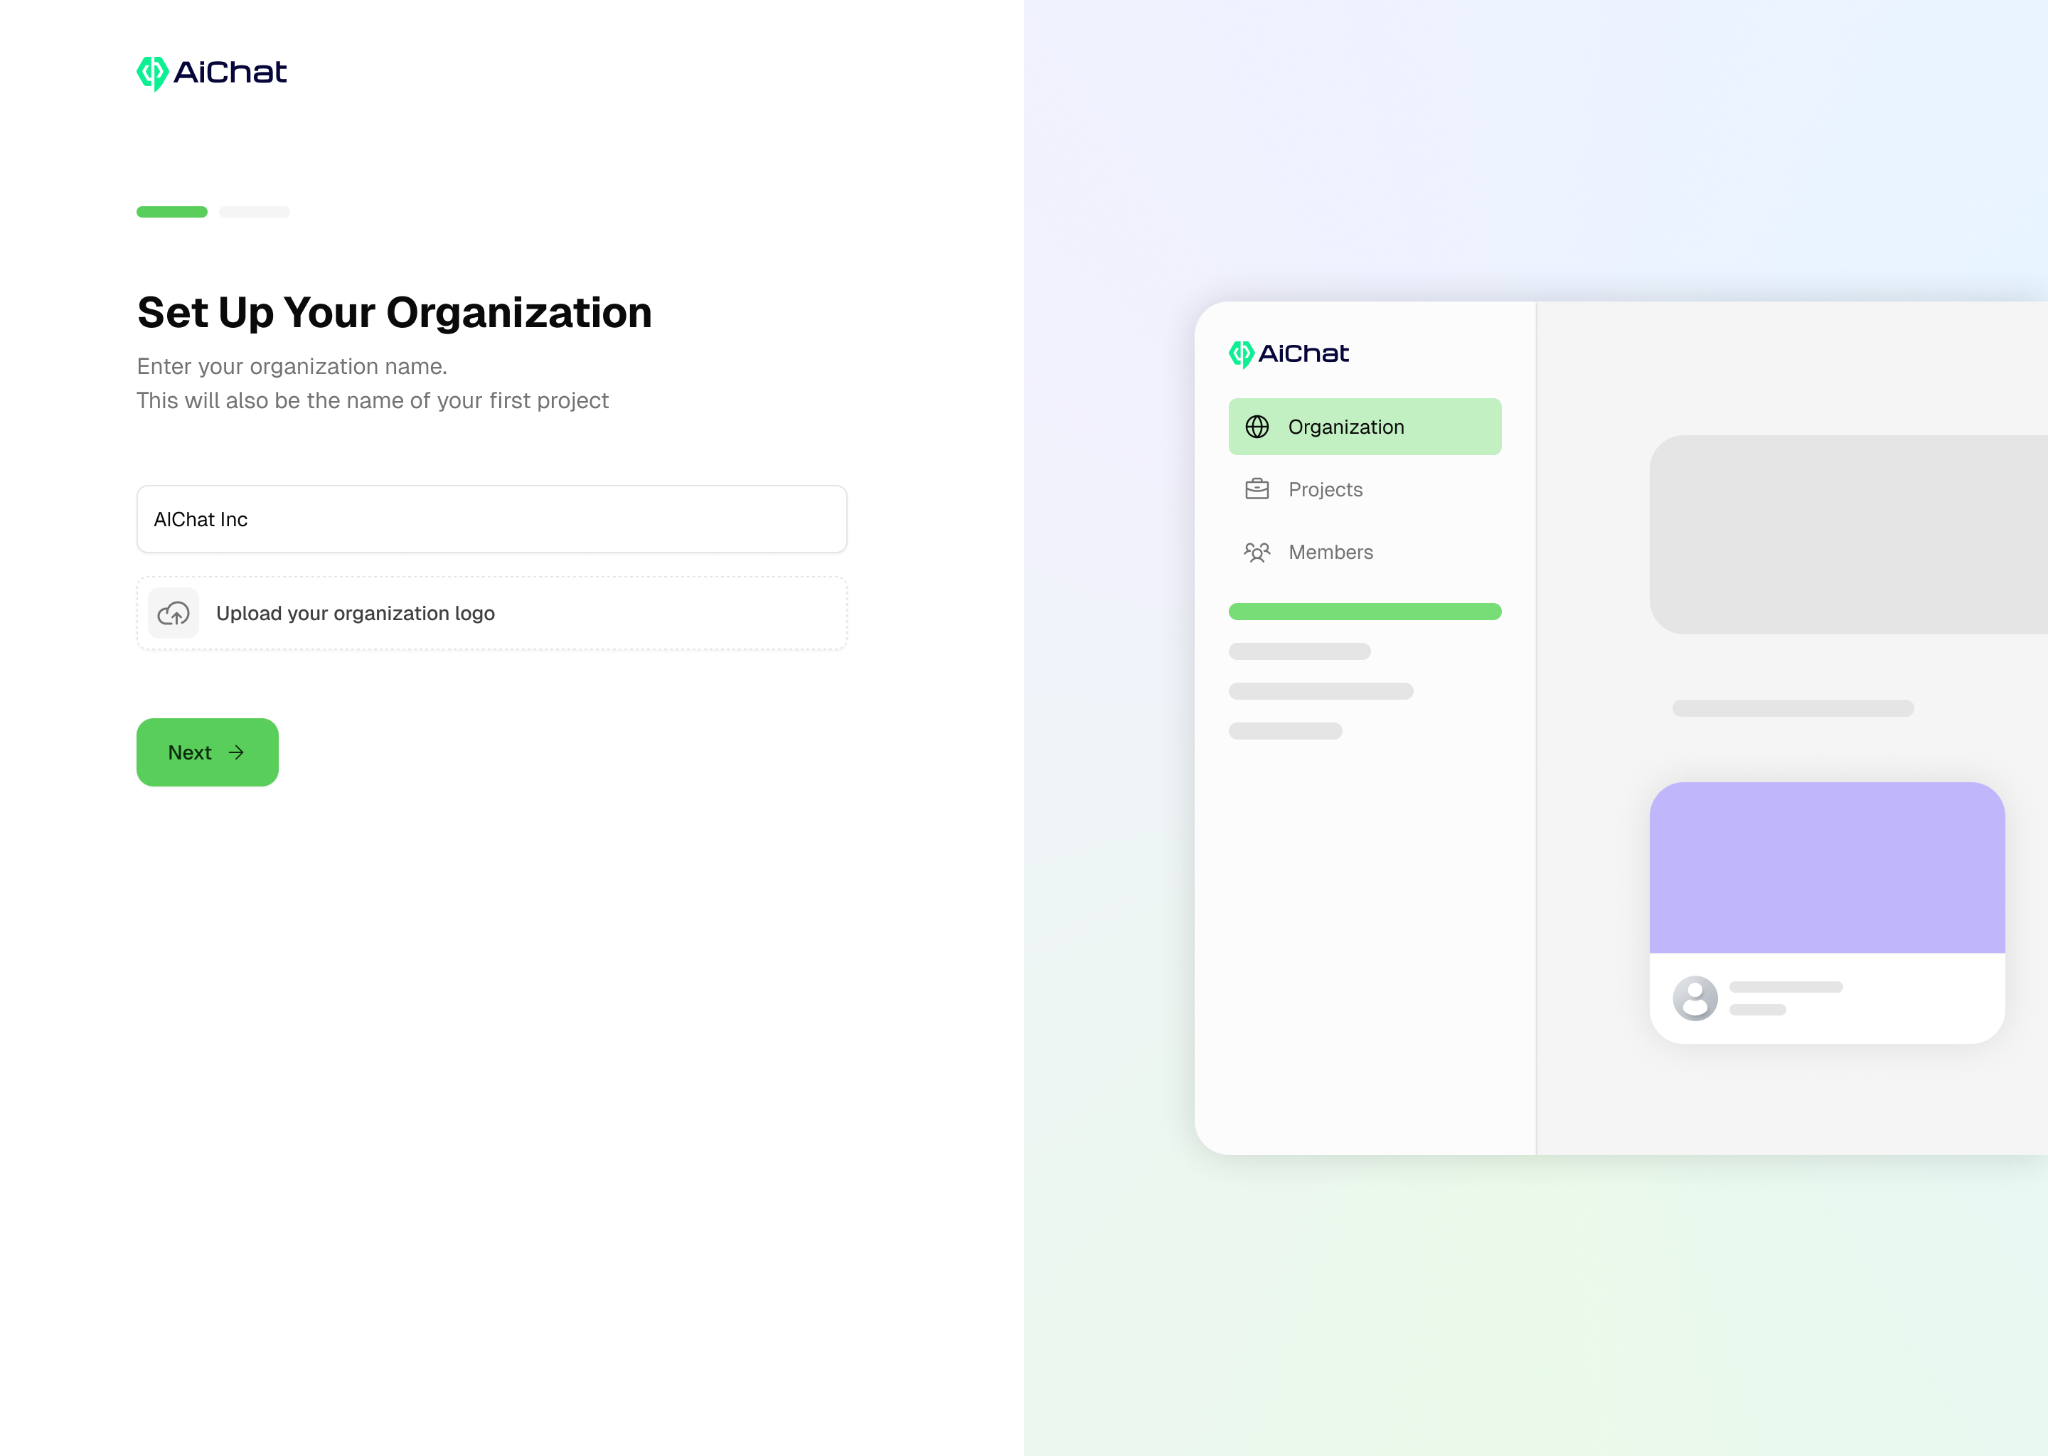 AiChat
Set Up Your Organization
Enter your organization name.
This will also be the name of your first project
AIChat Inc
Upload your organization logo
Next
AiChat
Organization
Projects
Members